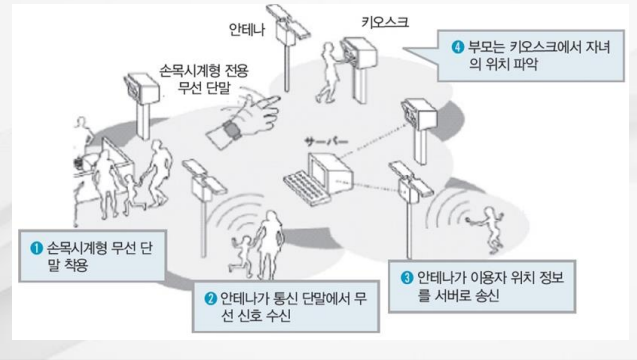 안테나
키오스크
❹ 부모는 키오스크에서 자녀
의 위치 파악
손목시계형 전용
무선 단말
サーバー
❶ 손목시계형 무선 단
말 착용
❷ 안테나가 통신 단말에서 무
선 신호 수신
❸ 안테나가 이용자 위치 정보
를 서버로 송신